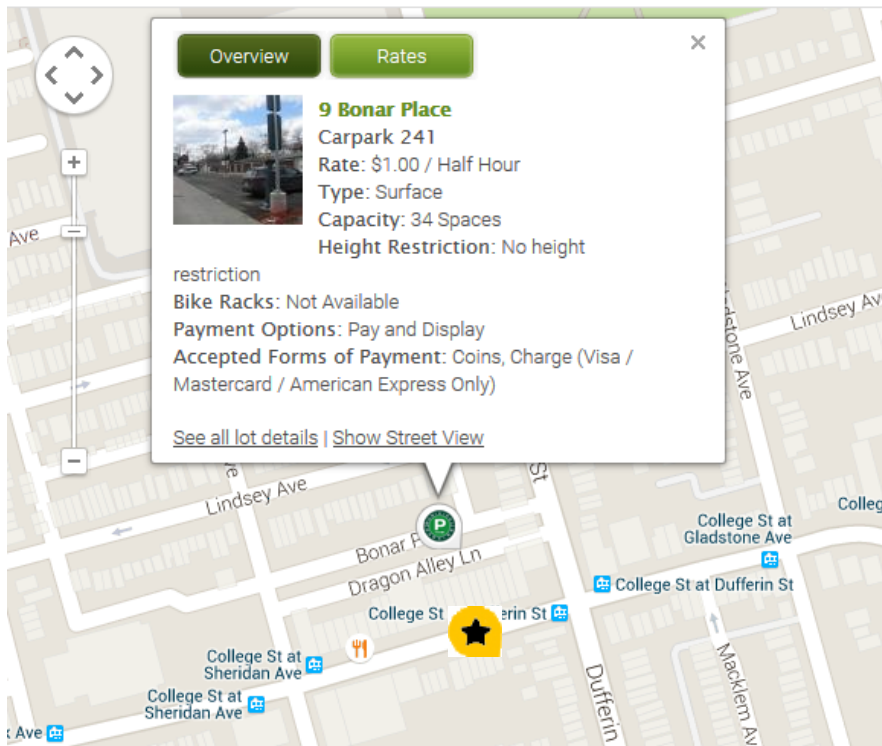 Overview
Rates
×
9 Bonar Place
Carpark 241
Rate: $1.00 / Half Hour
Type: Surface
Capacity: 34 Spaces
Height Restriction: No height
restriction
Bike Racks: Not Available
Payment Options: Pay and Display
Accepted Forms of Payment: Coins, Charge (Visa /
Mastercard / American Express Only)
See all lot details | Show Street View
+
−
−
Ave
Lindsey Av
dstone Ave
ve
St
Lindsey Ave
P
Bonar P
Dragon Alley Ln
Colleg
College St at
Gladstone Ave
College St at Dufferin St
College St
erin St
College St at
Sheridan Ave
College St at
Sheridan Ave
x Ave
Dufferin
Macklem Av